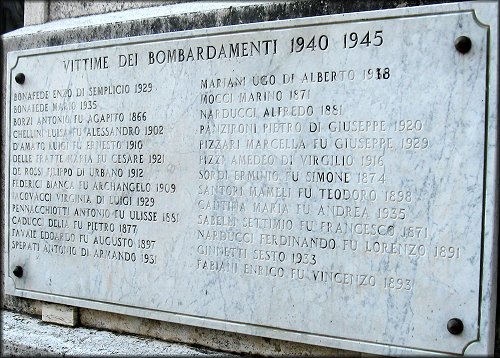 VITTIME DEI BOMBARDAMENTI 1940 1945
BONAFEDE ENZO DI SEMPLICIO 1929
BONAFEDE MARIO 1935
BORZI ANTONIO FU AGAPITO 1866
CHELLINI LUISA FU ALESSANDRO 1902
D'AMATO LUIGI FU ERNESTO 1910
DELLE FRATTE MARIA FU CESARE 1921
DE ROSSI FILIPPO DI URBANO 1912
FEDERICI BIANCA FU ARCHANGELO 1909
IACOVACCI VIRGINIA DI LUIGI 1929
PENNACCHIOTTI ANTONIO FU ULISSE 1881
CADUCCI DELIA FU PIETRO 1877
FAVALE EDOARDO FU AUGUSTO 1897
SPERATI ANTONIO DI ARMANDO 1931
MARIANI UGO DI ALBERTO 1938
MOCCI MARINO 1871
NARDUCCI ALFREDO 1881
PANZIRONI PIETRO DI GIUSEPPE 1920
PIZZARI MARCELLA FU GIUSEPPE 1929
PIZZI AMEDEO DI VIRGILIO 1916
SORDI ERMINIO FU SIMONE 1874
SANTORI MAMELI FU TEODORO 1898
MARIA FU ANDREA 1935
SABELLI SETTIMIO FU FRANCESCO 1871
NARDUCCI FERDINANDO FU LORENZO 1891
GINNETTI SESTO 1933
FABIANI ENRICO FU VINCENZO 1893